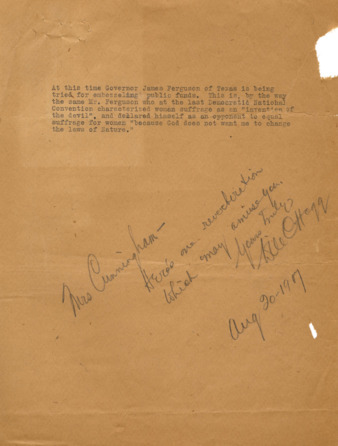 At this time Governor James Ferguson of Texas is being
tried for embezzling public funds. This is, by the way
the same Mr. Ferguson who at the last Democratic National
Convention characterized woman suffrage as an "invention of
the devil", and declared himself as an opponent to equal
suffrage for women "because God does not want me to change
the laws of Nature."
Mrs Cunningham —
Here's one
which may amuse you.
Yours truly,
Hogg
Aug 30-1917